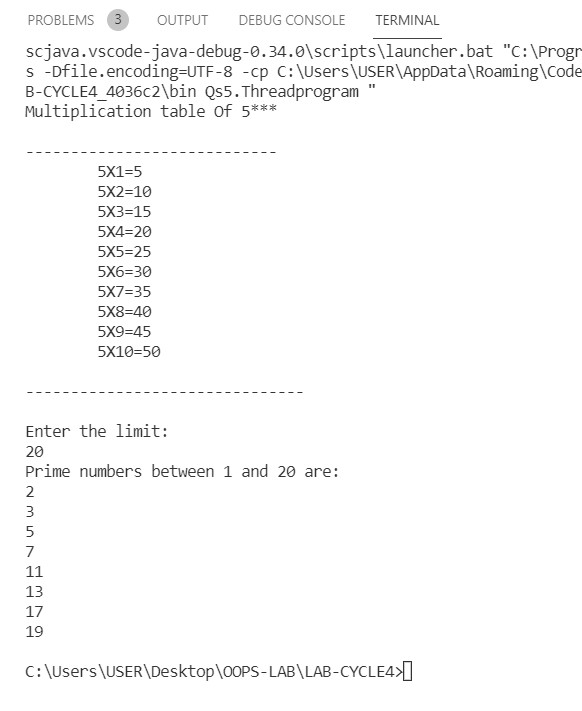 PROBLEMS 3 OUTPUT DEBUG CONSOLE TERMINAL
scjava.vscode-java-debug-0.34.0\scripts\launcher.bat "C:\Progr
s -Dfile.encoding=UTF-8 -cp C:\Users\USER\AppData\Roaming\Code
B-CYCLE4_4036c2\bin Qs5.Threadprogram "
Multiplication table Of 5***
----------------------------
5X1=5
5X2=10
5X3=15
5X4=20
5X5=25
5X6=30
5X7=35
5X8=40
5X9=45
5X10=50
-------------------------------
Enter the limit:
20
Prime numbers between 1 and 20 are:
2
3
5
7
11
13
17
19
C:\Users\USER\Desktop\OOPS-LAB\LAB-CYCLE4>